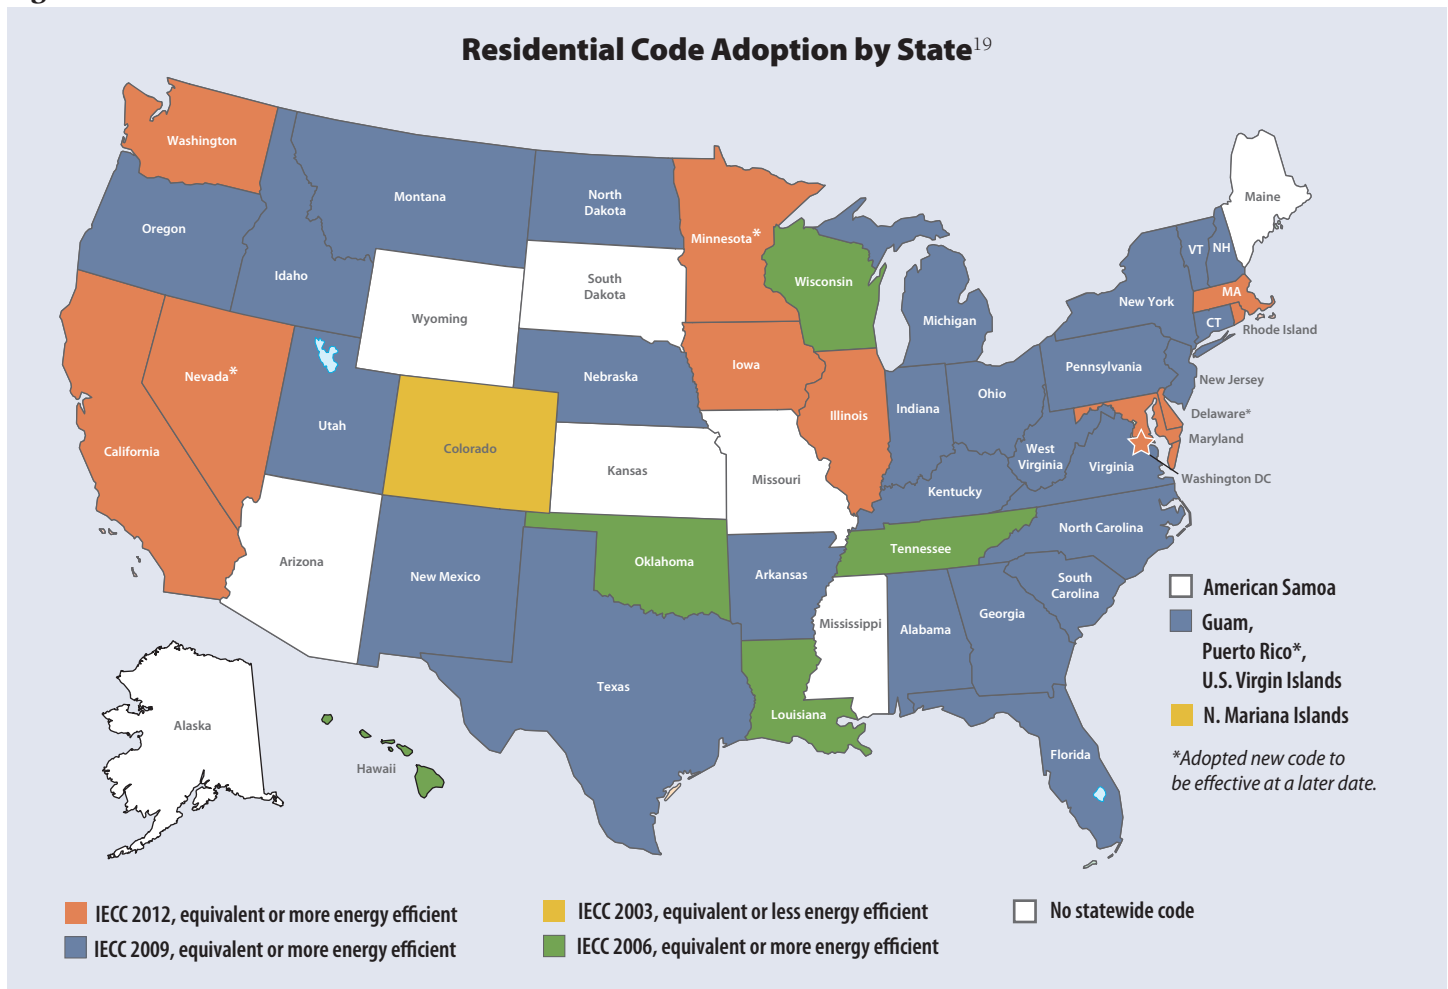 Residential Code Adoption by State19
Washington
Oregon
California
Nevada*
Idaho
Montana
Wyoming
Utah
Colorado
Arizona
New Mexico
North
Dakota
South
Dakota
Nebraska
Kansas
Oklahoma
Texas
Minnesota*
Iowa
Missouri
Arkansas
Louisiana
Wisconsin
Illinois
Michigan
Indiana
Ohio
Kentucky
Tennessee
Mississippi
Alabama
Georgia
Florida
South
Carolina
North Carolina
Virginia
West
Virginia
Pennsylvania
New York
VT
NH
Maine
MA
CT
Rhode Island
New Jersey
Delaware*
Maryland
Washington DC
Alaska
Hawaii
American Samoa
Guam,
Puerto Rico*,
U.S. Virgin Islands
N. Mariana Islands
*Adopted new code to
be effective at a later date.
IECC 2012, equivalent or more energy efficient
IECC 2009, equivalent or more energy efficient
IECC 2003, equivalent or less energy efficient
IECC 2006, equivalent or more energy efficient
No statewide code